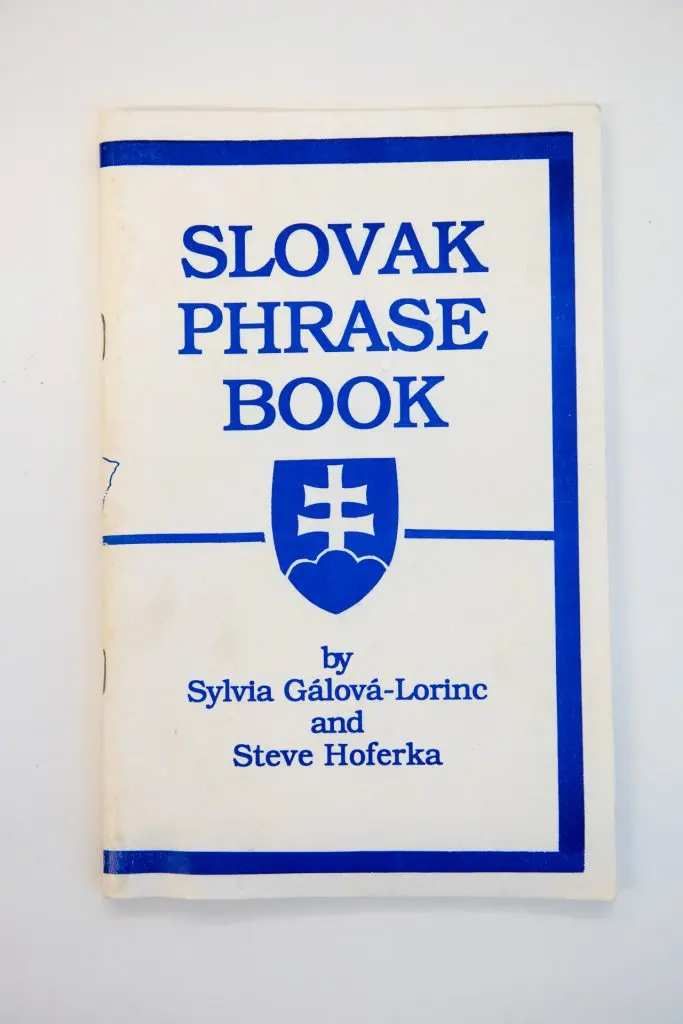 SLOVAK
PHRASE
BOOK
by
Sylvia Gálová-Lorinc
and
Steve Hoferka